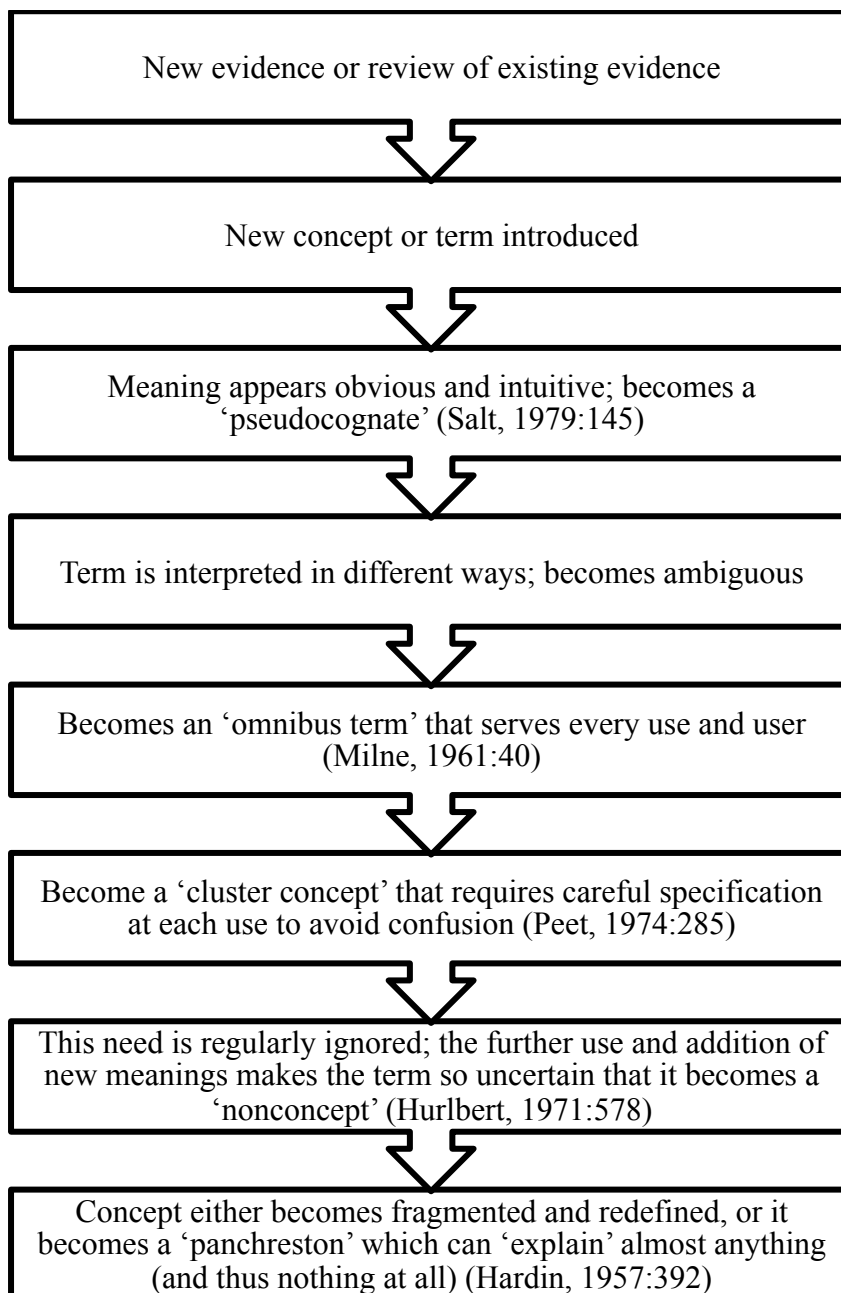 New evidence or review of existing evidence
New concept or term introduced
Meaning appears obvious and intuitive; becomes a
‘pseudocognate’ (Salt, 1979:145)
Term is interpreted in different ways; becomes ambiguous
Becomes an ‘omnibus term’ that serves every use and user
(Milne, 1961:40)
Become a ‘cluster concept’ that requires careful specification
at each use to avoid confusion (Peet, 1974:285)
This need is regularly ignored; the further use and addition of
new meanings makes the term so uncertain that it becomes a
‘nonconcept’ (Hurlbert, 1971:578)
Concept either becomes fragmented and redefined, or it
becomes a ‘panchreston’ which can ‘explain’ almost anything
(and thus nothing at all) (Hardin, 1957:392)